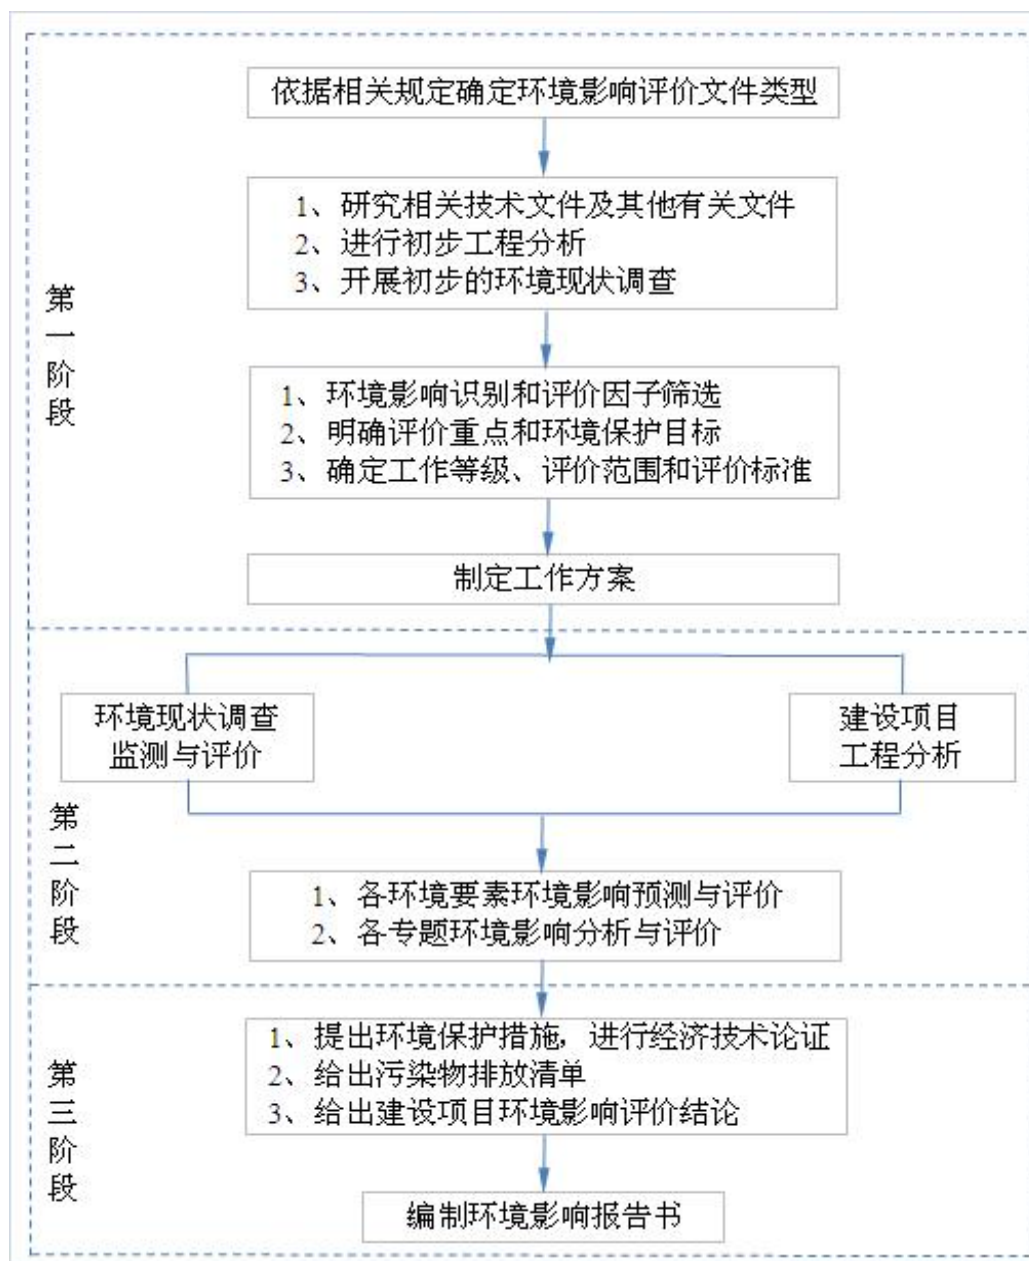 依据相关规定确定环境影响评价文件类型
1、研究相关技术文件及其他有关文件
2、进行初步工程分析
3、开展初步的环境现状调查
第一阶段
1、环境影响识别和评价因子筛选
2、明确评价重点和环境保护目标
3、确定工作等级、评价范围和评价标准
制定工作方案
环境现状调查
监测与评价
建设项目
工程分析
第二阶段
1、各环境要素环境影响预测与评价
2、各专题环境影响分析与评价
1、提出环境保护措施，进行经济技术论证
2、给出污染物排放清单
3、给出建设项目环境影响评价结论
第三阶段
编制环境影响报告书